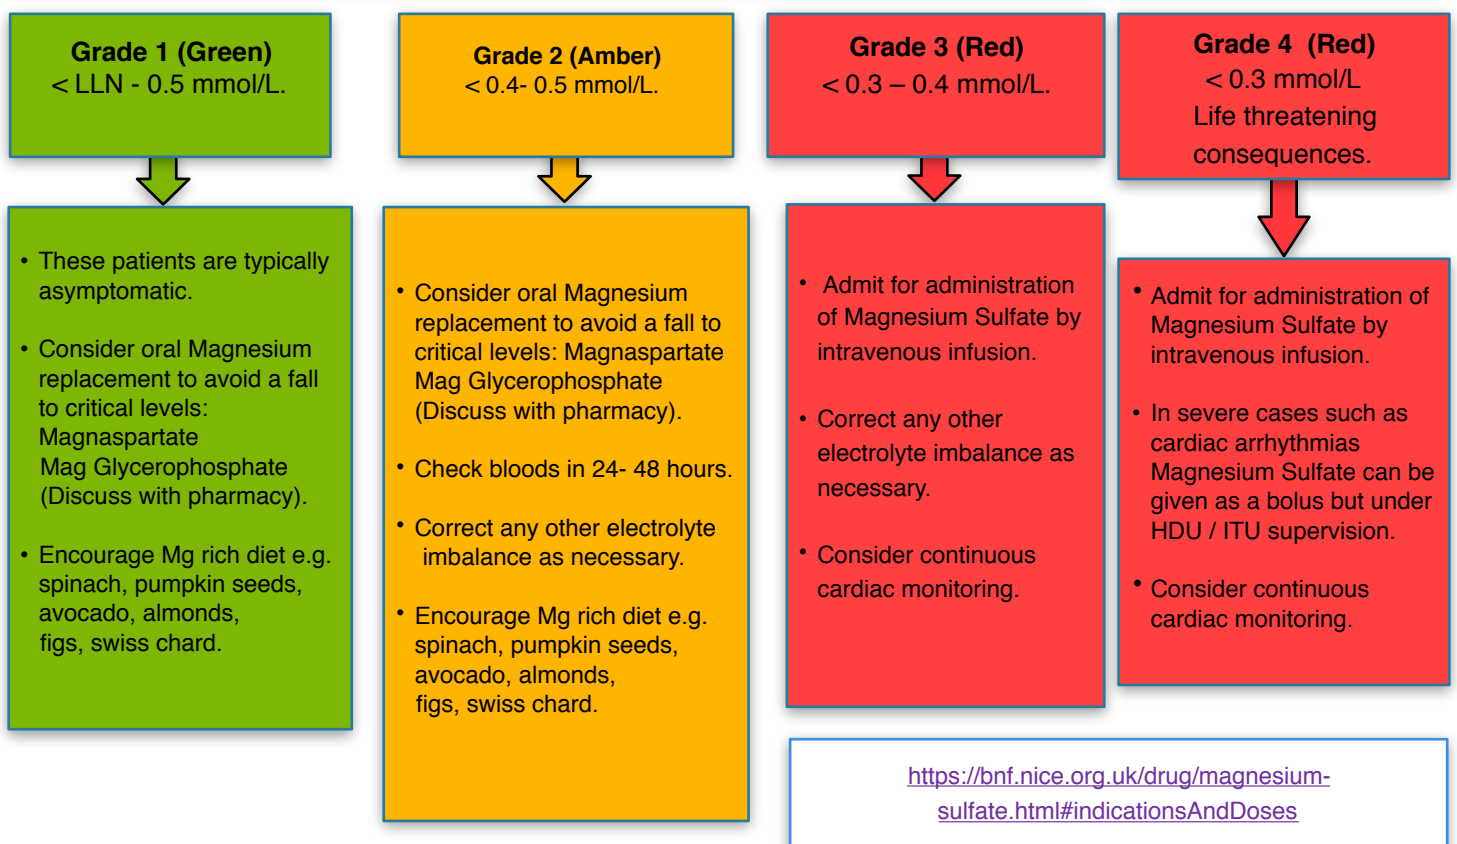 Grade 1 (Green)
< LLN - 0.5 mmol/L.
Grade 2 (Amber)
< 0.4- 0.5 mmol/L.
Grade 3 (Red)
< 0.3 – 0.4 mmol/L.
Grade 4  (Red)
< 0.3 mmol/L
Life threatening
consequences.
• These patients are typically
asymptomatic.
• Consider oral Magnesium
replacement to avoid a fall
to critical levels:
Magnaspartate
Mag Glycerophosphate
(Discuss with pharmacy).
• Encourage Mg rich diet e.g.
spinach, pumpkin seeds,
avocado, almonds,
figs, swiss chard.
• Consider oral Magnesium
replacement to avoid a fall to
critical levels: Magnaspartate
Mag Glycerophosphate
(Discuss with pharmacy).
• Check bloods in 24- 48 hours.
• Correct any other electrolyte
imbalance as necessary.
• Encourage Mg rich diet e.g.
spinach, pumpkin seeds,
avocado, almonds,
figs, swiss chard.
• Admit for administration
of Magnesium Sulfate by
intravenous infusion.
• Correct any other
electrolyte imbalance as
necessary.
• Consider continuous
cardiac monitoring.
• Admit for administration of
Magnesium Sulfate by
intravenous infusion.
• In severe cases such as
cardiac arrhythmias
Magnesium Sulfate can be
given as a bolus but under
HDU / ITU supervision.
• Consider continuous
cardiac monitoring.
https://bnf.nice.org.uk/drug/magnesium-
sulfate.html#indicationsAndDoses